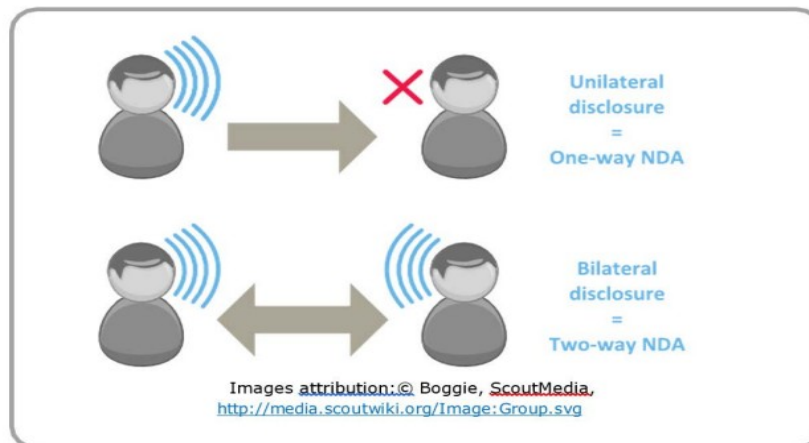 Unilateral
disclosure
=
One-way NDA
Bilateral
disclosure
=
Two-way NDA
Images attribution:© Boggie, ScoutMedia,
http://media.scoutwiki.org/Image:Group.svg